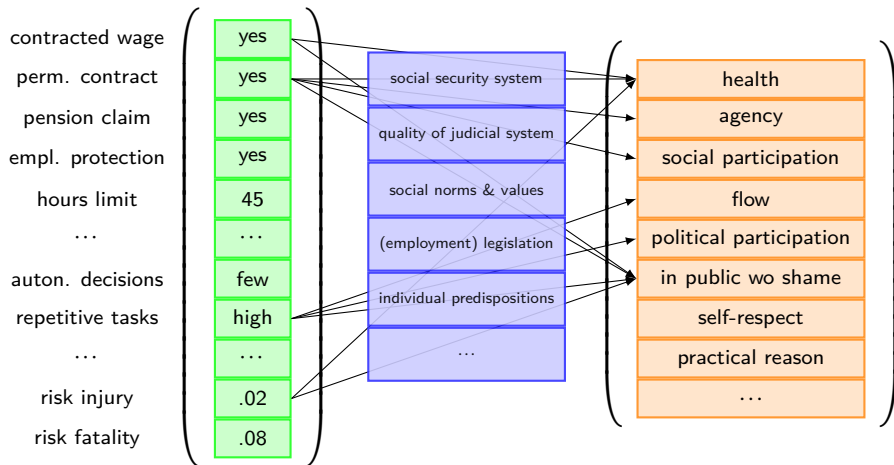 contracted wage yes
perm. contract yes
pension claim yes
empl. protection yes
hours limit 45
... ...
auton. decisions few
repetitive tasks high
... ...
risk injury .02
risk fatality .08
social security system
quality of judicial system
social norms & values
(employment) legislation
individual predispositions
...
health
agency
social participation
flow
political participation
in public wo shame
self-respect
practical reason
...